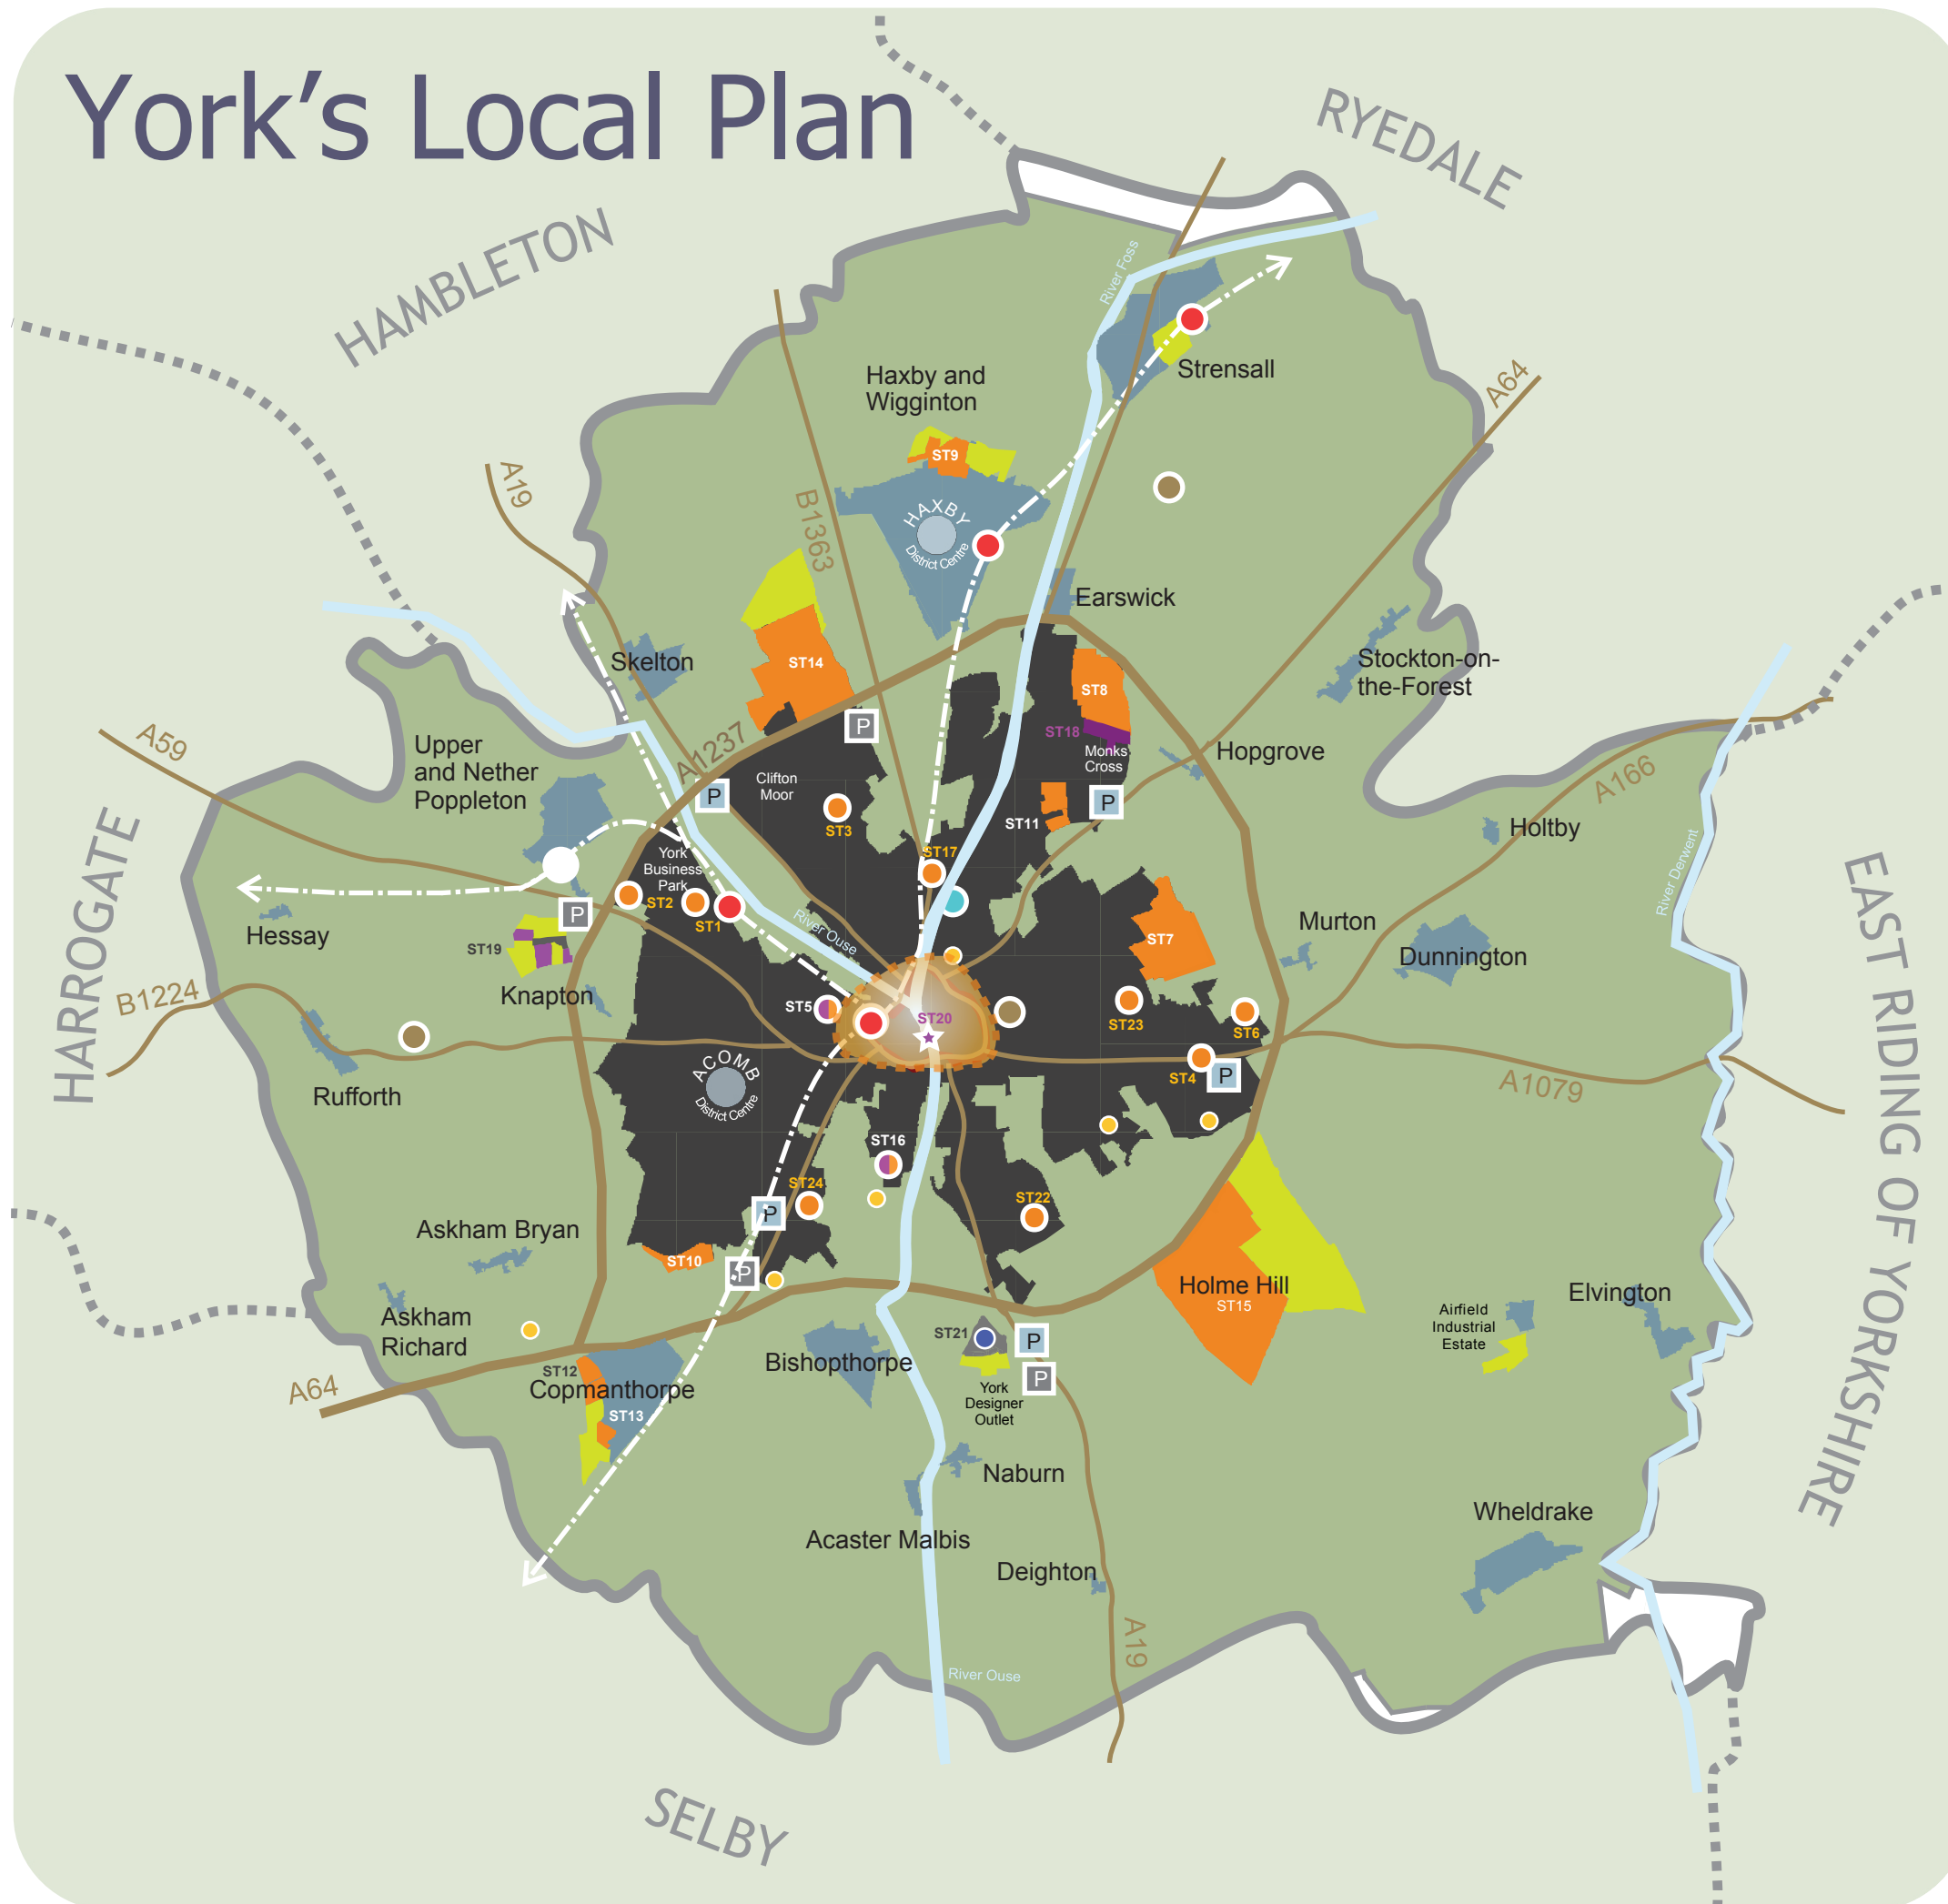 York's Local Plan
RYEDALE
HAMBLETON
River Foss
Strensall
Haxby and
Wigginton
A64
ST9
A19
B1363
HAXBY
District Centre
Earswick
Skelton
Stockton-on-
the-Forest
ST14
ST8
P
ST18
Monks
Cross
Hopgrove
A59
Upper
and Nether
Poppleton
A1237
Clifton
Moor
P
P
A166
ST3
ST11
Holtby
HARROGATE
ST17
York
Business
Park
EAST RIDING OF YORKSHIRE
River Derwent
ST2
ST1
P
River Ouse
Hessay
ST19
ST7
Murton
Dunnington
B1224
Knapton
ST5
ST20
ST23
ST6
ACOMB
District Centre
ST4
P
Rufforth
A1079
ST16
ST24
P
ST22
Askham Bryan
ST10
P
Holme Hill
ST15
Elvington
Askham
Richard
Airfield
Industrial
Estate
ST21
P
Bishopthorpe
ST12
Copmanthorpe
P
A64
York
Designer
Outlet
ST13
Naburn
Wheldrake
Acaster Malbis
Deighton
A19
River Ouse
SELBY